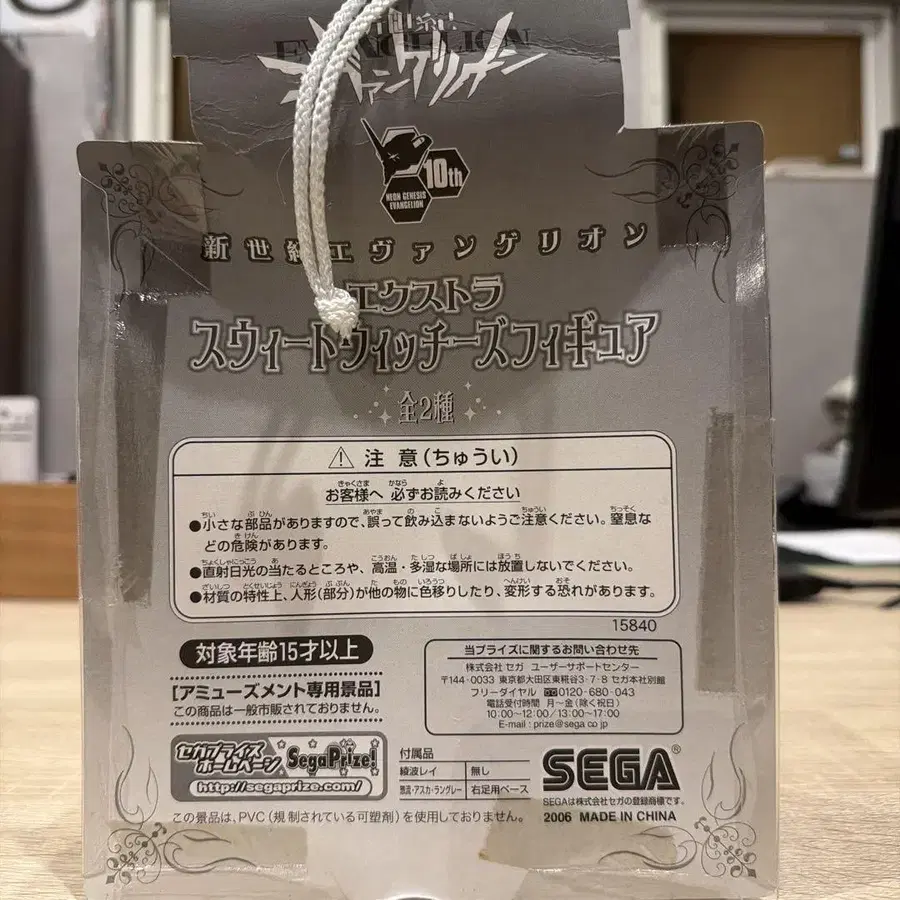 EVANGELION
エヴァンゲリオン
10th
NEON GENESIS
EVANGELION
新世紀エヴァンゲリオン
エクストラ
スウィートウィッチーズフィギュア
全2種
⚠ 注意(ちゅうい)
お客様へ 必ずお読みください
●小さな部品がありますので、誤って飲み込まないようご注意ください。窒息な
どの危険があります。
●直射日光の当たるところや、高温・多湿な場所には放置しないでください。
●材質の特性上、人形(部分)が他の物に色移りしたり、変形する恐れがあります。
15840
対象年齢15才以上
[アミューズメント専用景品]
この商品は一般市販されておりません。
当プライズに関するお問い合わせ先
株式会社 セガ ユーザーサポートセンター
〒144-0033 東京都大田区東糀谷3-7-8 セガ本社別館
フリーダイヤル 0120-680-043
電話受付時間 月~金(除く祝日)
10:00~12:00/13:00~17:00
E-mail : prize@sega.co.jp
セガプライズ
ホームページ
SegaPrize!
http://segaprize.com/
付属品
綾波レイ 無し
惣流・アスカ・ラングレー 右足用ベース
SEGA®
SEGAは株式会社セガの登録商標です。
2006 MADE IN CHINA
この景品は、PVC(規制されている可塑剤)を使用しておりません。